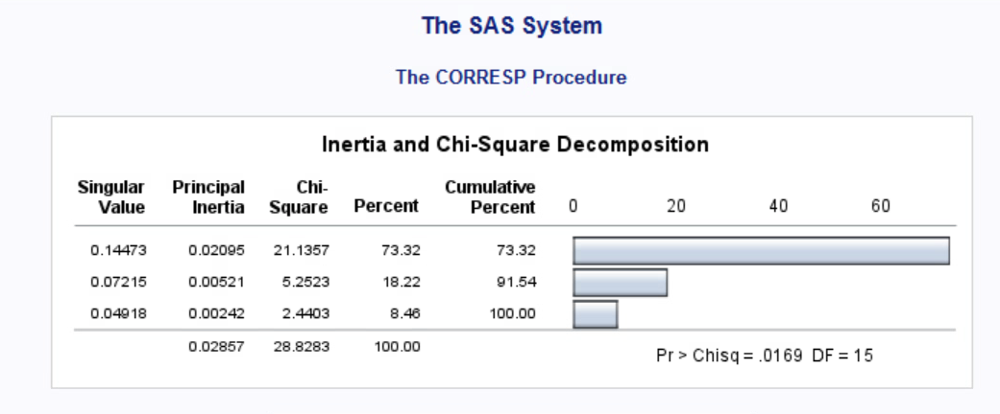 The SAS System
The CORRESP Procedure
Inertia and Chi-Square Decomposition
Singular Value Principal Inertia Chi-Square Percent Cumulative Percent 0 20 40 60
0.14473 0.02095 21.1357 73.32 73.32
0.07215 0.00521 5.2523 18.22 91.54
0.04918 0.00242 2.4403 8.46 100.00
0.02857 28.8283 100.00
Pr > Chisq = .0169 DF = 15